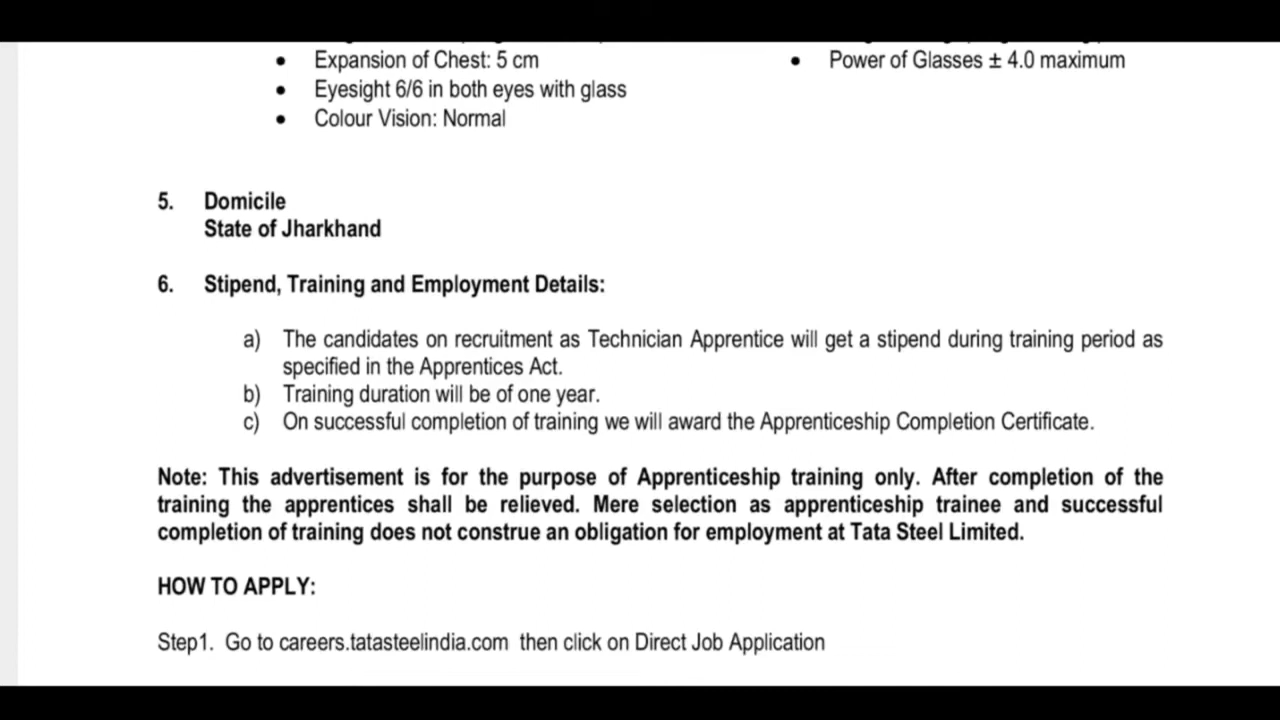 • Expansion of Chest: 5 cm
• Power of Glasses ± 4.0 maximum
• Eyesight 6/6 in both eyes with glass
• Colour Vision: Normal
5. Domicile
State of Jharkhand
6. Stipend, Training and Employment Details:
a) The candidates on recruitment as Technician Apprentice will get a stipend during training period as
specified in the Apprentices Act.
b) Training duration will be of one year.
c) On successful completion of training we will award the Apprenticeship Completion Certificate.
Note: This advertisement is for the purpose of Apprenticeship training only. After completion of the
training the apprentices shall be relieved. Mere selection as apprenticeship trainee and successful
completion of training does not construe an obligation for employment at Tata Steel Limited.
HOW TO APPLY:
Step1. Go to careers.tatasteelindia.com then click on Direct Job Application